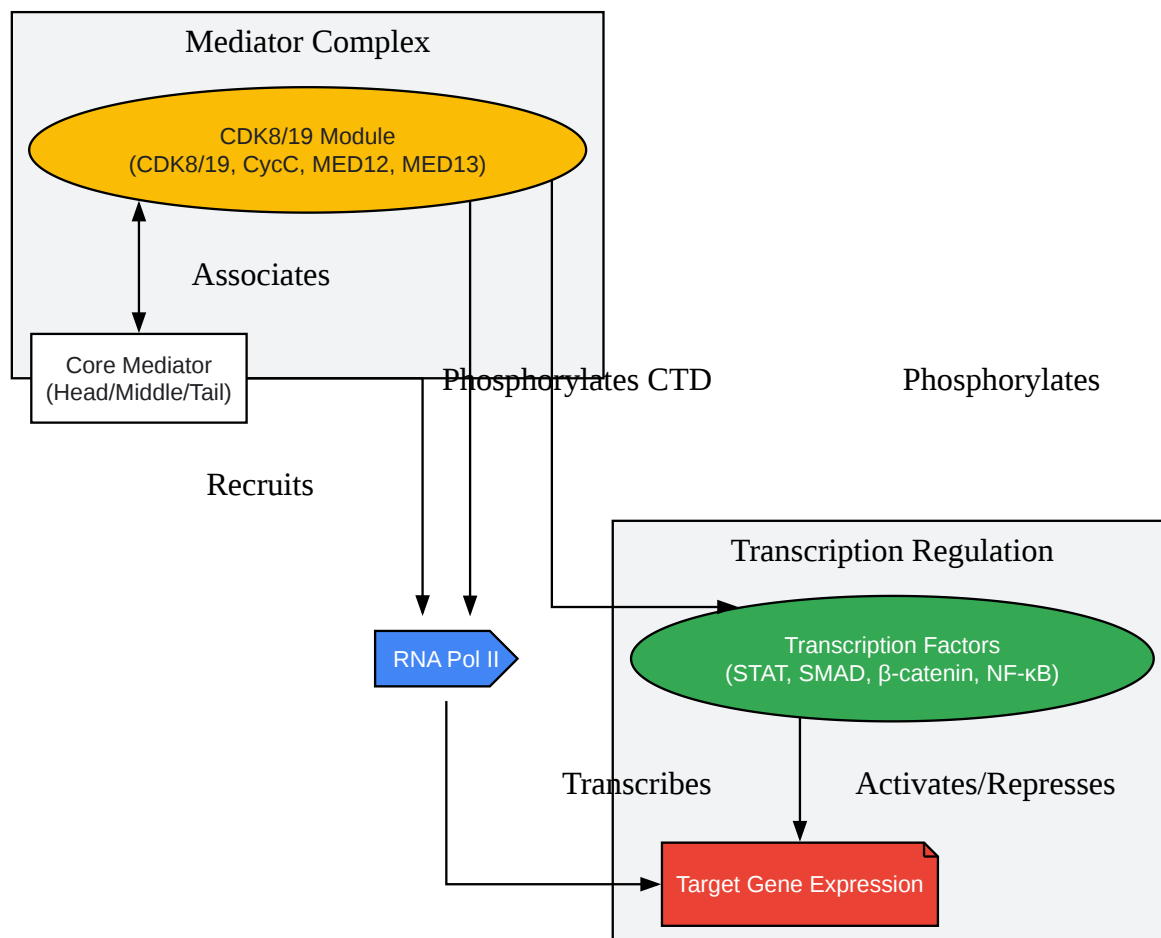 Mediator Complex
CDK8/19 Module
(CDK8/19, CycC, MED12, MED13)
Associates
Core Mediator
(Head/Middle/Tail)
Phosphorylates CTD
Phosphorylates
Recruits
Transcription Regulation
RNA Pol II
Transcription Factors
(STAT, SMAD, β-catenin, NF-κB)
Transcribes
Activates/Represses
Target Gene Expression